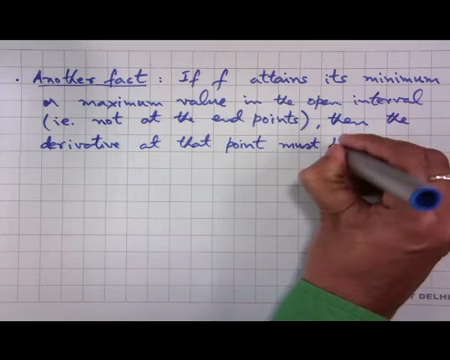 . Another fact : If f attains its minimum
or maximum value in the open interval
(i.e. not at the end points), then the
derivative at that point must
T DELHI